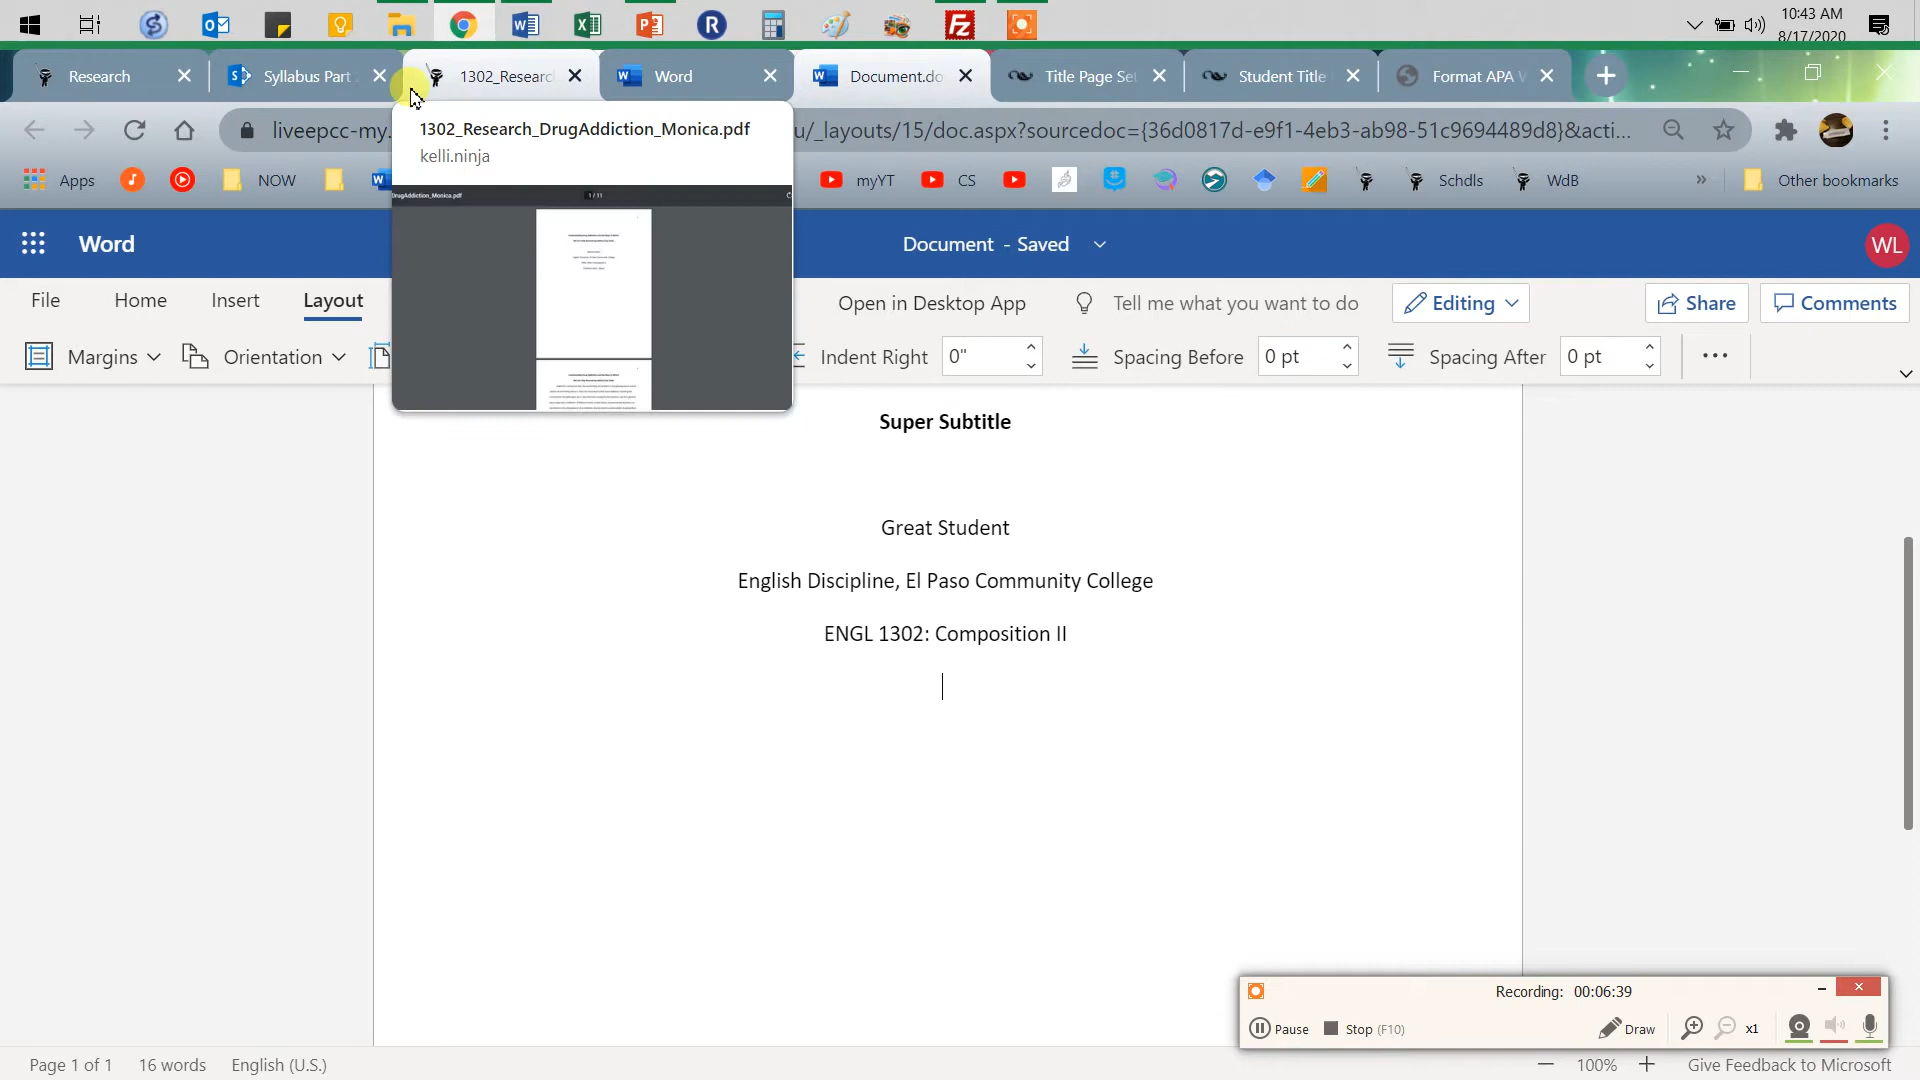 10:43 AM
8/17/2020
Research
Syllabus Part
1302_Researc
Word
Document.do
Title Page Se
Student Title
Format APA
liveepcc-my.
u/_layouts/15/doc.aspx?sourcedoc={36d0817d-e9f1-4eb3-ab98-51c9694489d8}&acti...
1302_Research_DrugAddiction_Monica.pdf
kelli.ninja
Apps
NOW
myYT
CS
Schdls
WdB
»
Other bookmarks
DrugAddiction_Monica.pdf
1 / 11
Word
Document - Saved
WL
File
Home
Insert
Layout
Open in Desktop App
Tell me what you want to do
Editing
Share
Comments
Margins
Orientation
Indent Right
0"
Spacing Before
0 pt
Spacing After
0 pt
Super Subtitle
Great Student
English Discipline, El Paso Community College
ENGL 1302: Composition II
Recording: 00:06:39
Pause
Stop (F10)
Draw
x1
Page 1 of 1
16 words
English (U.S.)
100%
Give Feedback to Microsoft